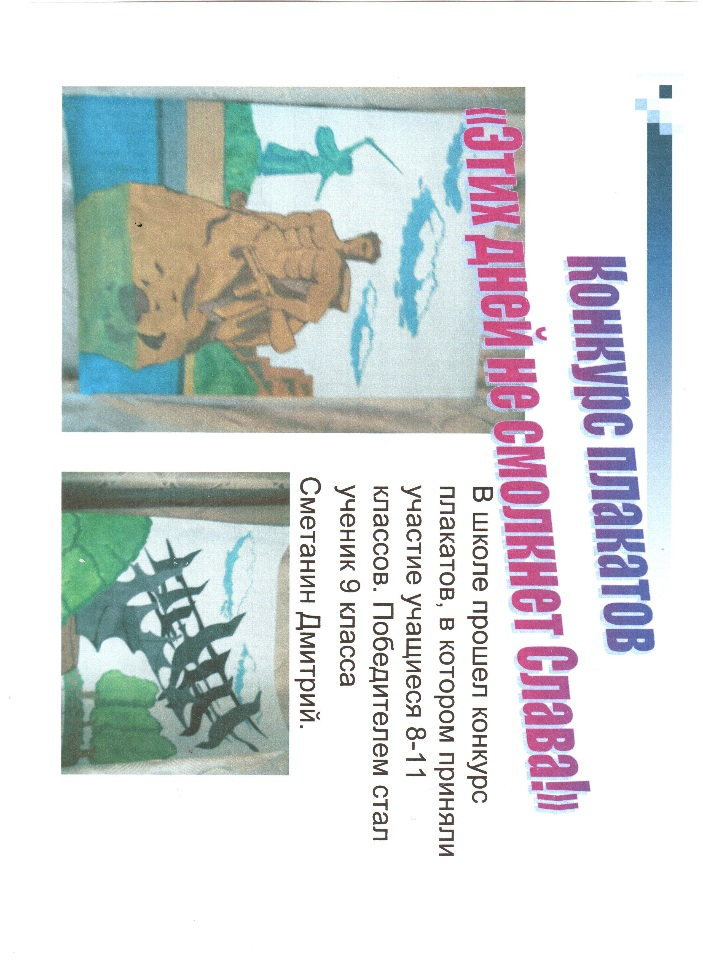 Конкурс плакатов
«Этих дней не смолкнет Слава!»
В школе прошел конкурс
плакатов, в котором приняли
участие учащиеся 8-11
классов. Победителем стал
ученик 9 класса
Сметанин Дмитрий.